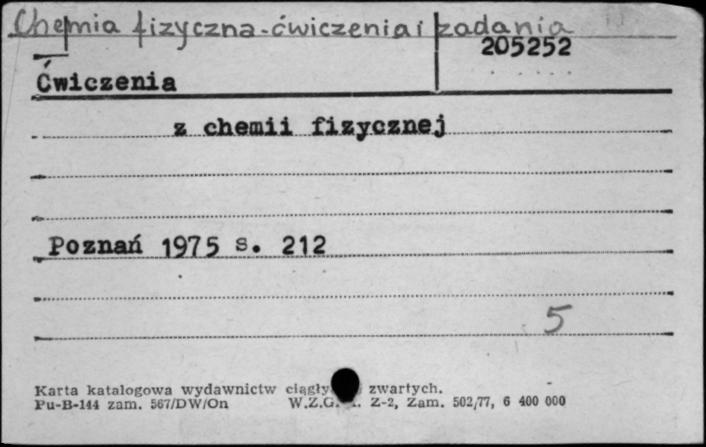 Chemia fizyczna-ćwiczenia i zadania
205252
Ćwiczenia
z chemii fizycznej
Poznań 1975 s. 212
5
Karta katalogowa wydawnictw zwartych.
Pu-B-144 zam. 567/DW/On W.Z.G. Z-2, Zam. 502/77, 6 400 000